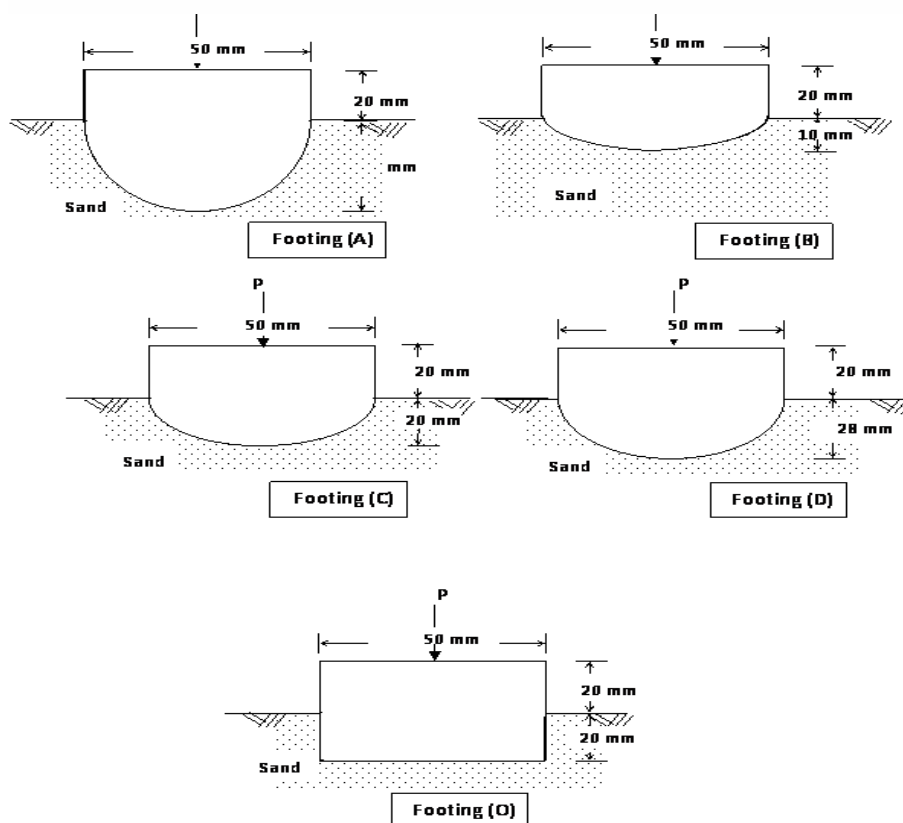 50 mm
20 mm
mm
Sand
Footing (A)
50 mm
20 mm
10 mm
Sand
Footing (B)
P
50 mm
20 mm
20 mm
Sand
Footing (C)
P
50 mm
20 mm
28 mm
Sand
Footing (D)
P
50 mm
20 mm
20 mm
Sand
Footing (O)